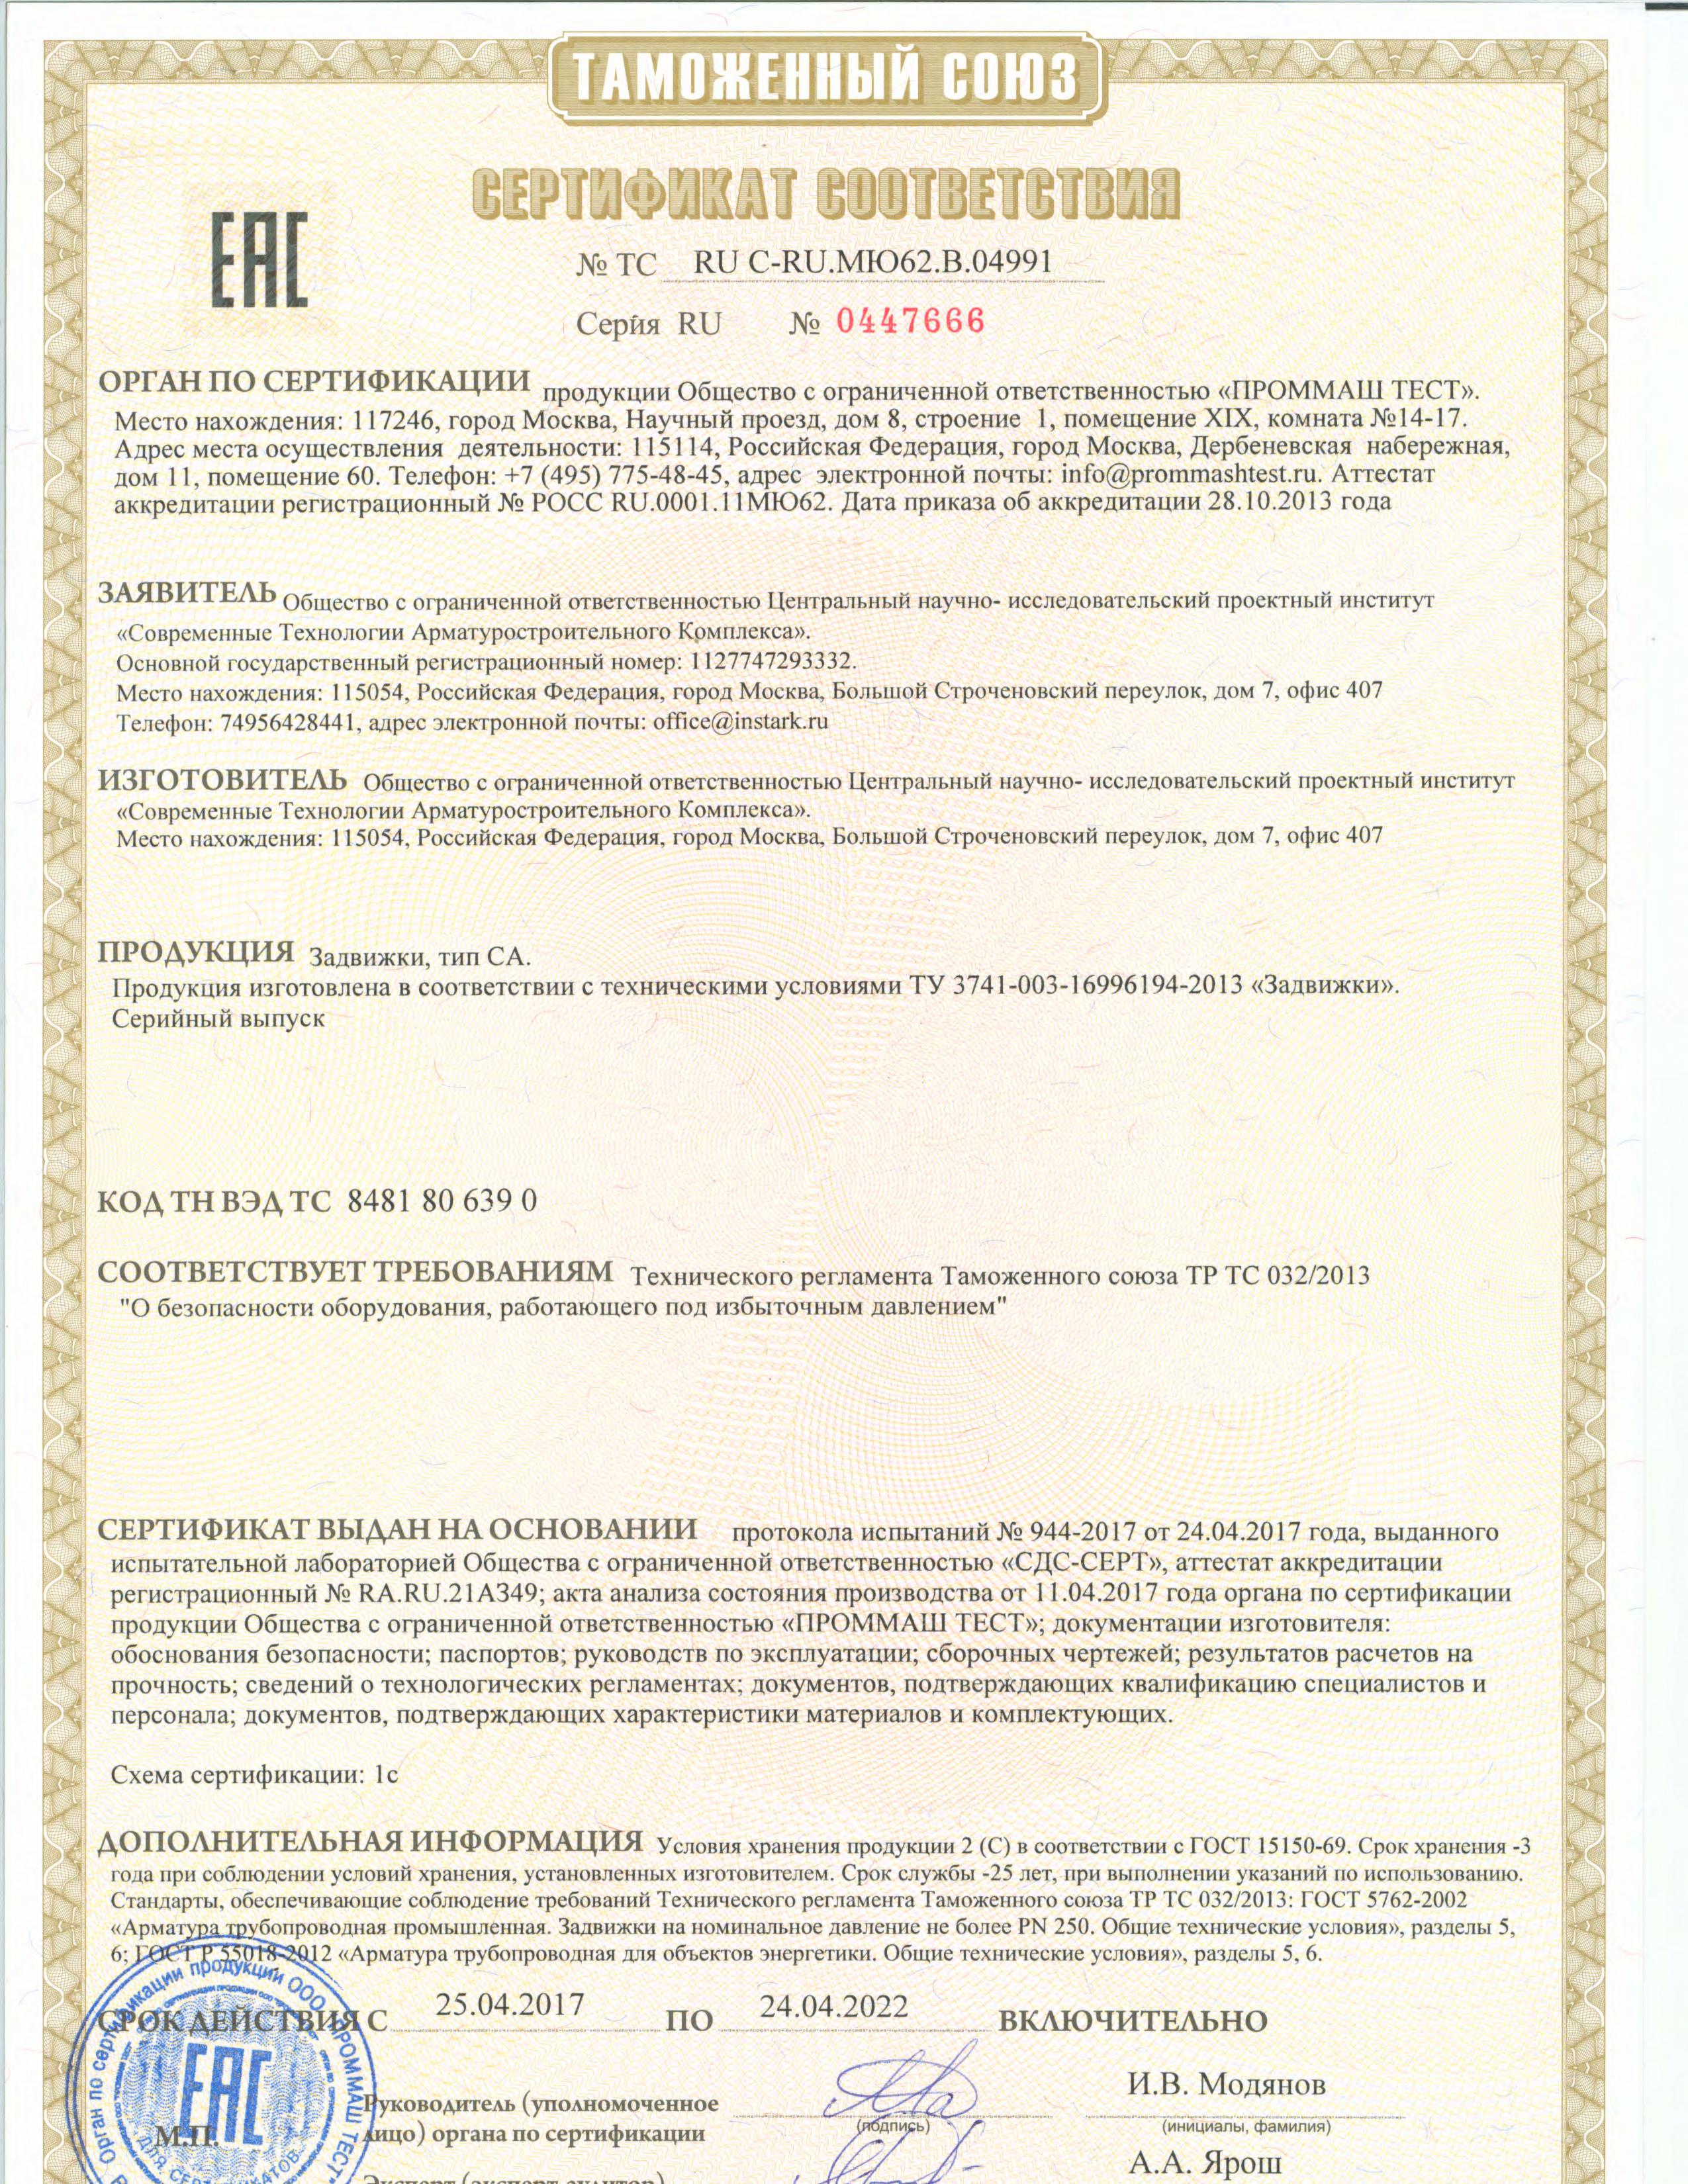 ТАМОЖЕННЫЙ СОЮЗ
СЕРТИФИКАТ СООТВЕТСТВИЯ
ЕАС
№ ТС RU С-RU.МЮ62.В.04991
Серия RU № 0447666
ОРГАН ПО СЕРТИФИКАЦИИ продукции Общество с ограниченной ответственностью «ПРОММАШ ТЕСТ».
Место нахождения: 117246, город Москва, Научный проезд, дом 8, строение 1, помещение XIX, комната №14-17.
Адрес места осуществления деятельности: 115114, Российская Федерация, город Москва, Дербеневская набережная,
дом 11, помещение 60. Телефон: +7 (495) 775-48-45, адрес электронной почты: info@prommashtest.ru. Аттестат
аккредитации регистрационный № РОСС RU.0001.11МЮ62. Дата приказа об аккредитации 28.10.2013 года
ЗАЯВИТЕЛЬ Общество с ограниченной ответственностью Центральный научно- исследовательский проектный институт
«Современные Технологии Арматуростроительного Комплекса».
Основной государственный регистрационный номер: 1127747293332.
Место нахождения: 115054, Российская Федерация, город Москва, Большой Строченовский переулок, дом 7, офис 407
Телефон: 74956428441, адрес электронной почты: office@instark.ru
ИЗГОТОВИТЕЛЬ Общество с ограниченной ответственностью Центральный научно- исследовательский проектный институт
«Современные Технологии Арматуростроительного Комплекса».
Место нахождения: 115054, Российская Федерация, город Москва, Большой Строченовский переулок, дом 7, офис 407
ПРОДУКЦИЯ Задвижки, тип СА.
Продукция изготовлена в соответствии с техническими условиями ТУ 3741-003-16996194-2013 «Задвижки».
Серийный выпуск
КОД ТН ВЭД ТС 8481 80 639 0
СООТВЕТСТВУЕТ ТРЕБОВАНИЯМ Технического регламента Таможенного союза ТР ТС 032/2013
"О безопасности оборудования, работающего под избыточным давлением"
СЕРТИФИКАТ ВЫДАН НА ОСНОВАНИИ протокола испытаний № 944-2017 от 24.04.2017 года, выданного
испытательной лабораторией Общества с ограниченной ответственностью «СДС-СЕРТ», аттестат аккредитации
регистрационный № RA.RU.21АЗ49; акта анализа состояния производства от 11.04.2017 года органа по сертификации
продукции Общества с ограниченной ответственностью «ПРОММАШ ТЕСТ»; документации изготовителя:
обоснования безопасности; паспортов; руководств по эксплуатации; сборочных чертежей; результатов расчетов на
прочность; сведений о технологических регламентах; документов, подтверждающих квалификацию специалистов и
персонала; документов, подтверждающих характеристики материалов и комплектующих.
Схема сертификации: 1с
ДОПОЛНИТЕЛЬНАЯ ИНФОРМАЦИЯ Условия хранения продукции 2 (С) в соответствии с ГОСТ 15150-69. Срок хранения -3
года при соблюдении условий хранения, установленных изготовителем. Срок службы -25 лет, при выполнении указаний по использованию.
Стандарты, обеспечивающие соблюдение требований Технического регламента Таможенного союза ТР ТС 032/2013: ГОСТ 5762-2002
«Арматура трубопроводная промышленная. Задвижки на номинальное давление не более PN 250. Общие технические условия», разделы 5,
6; ГОСТ Р 55018-2012 «Арматура трубопроводная для объектов энергетики. Общие технические условия», разделы 5, 6.
СРОК ДЕЙСТВИЯ С 25.04.2017 ПО 24.04.2022 ВКЛЮЧИТЕЛЬНО
Орган по сертификации продукции ООО «ПРОММАШ ТЕСТ»
ЕАС
М.П.
Руководитель (уполномоченное
лицо) органа по сертификации
(подпись)
И.В. Модянов
(инициалы, фамилия)
Эксперт (эксперт-аудитор)
А.А. Ярош